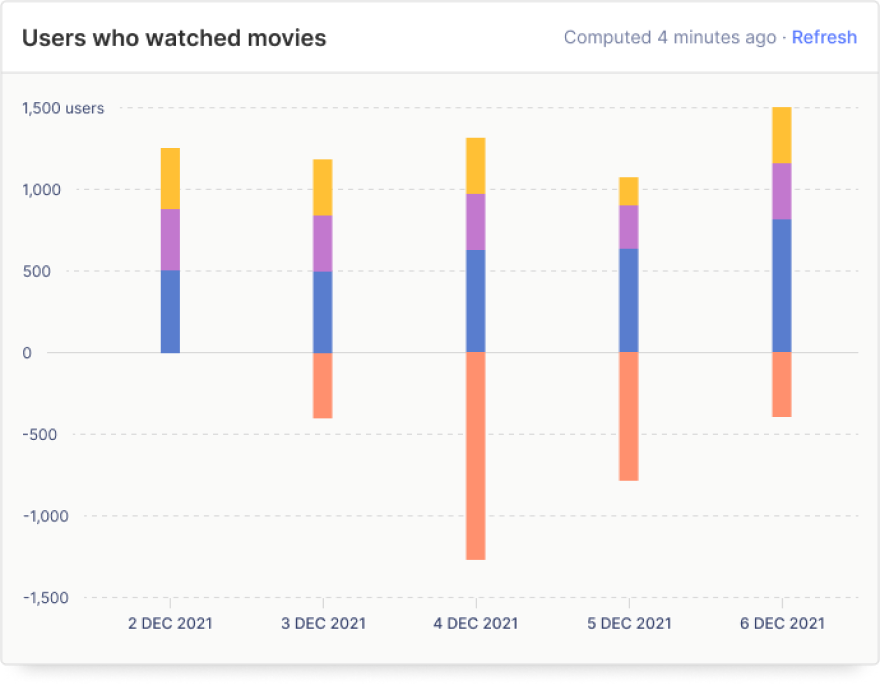 Users who watched movies
Computed 4 minutes ago · Refresh
1,500 users
1,000
500
0
-500
-1,000
-1,500
2 DEC 2021
3 DEC 2021
4 DEC 2021
5 DEC 2021
6 DEC 2021